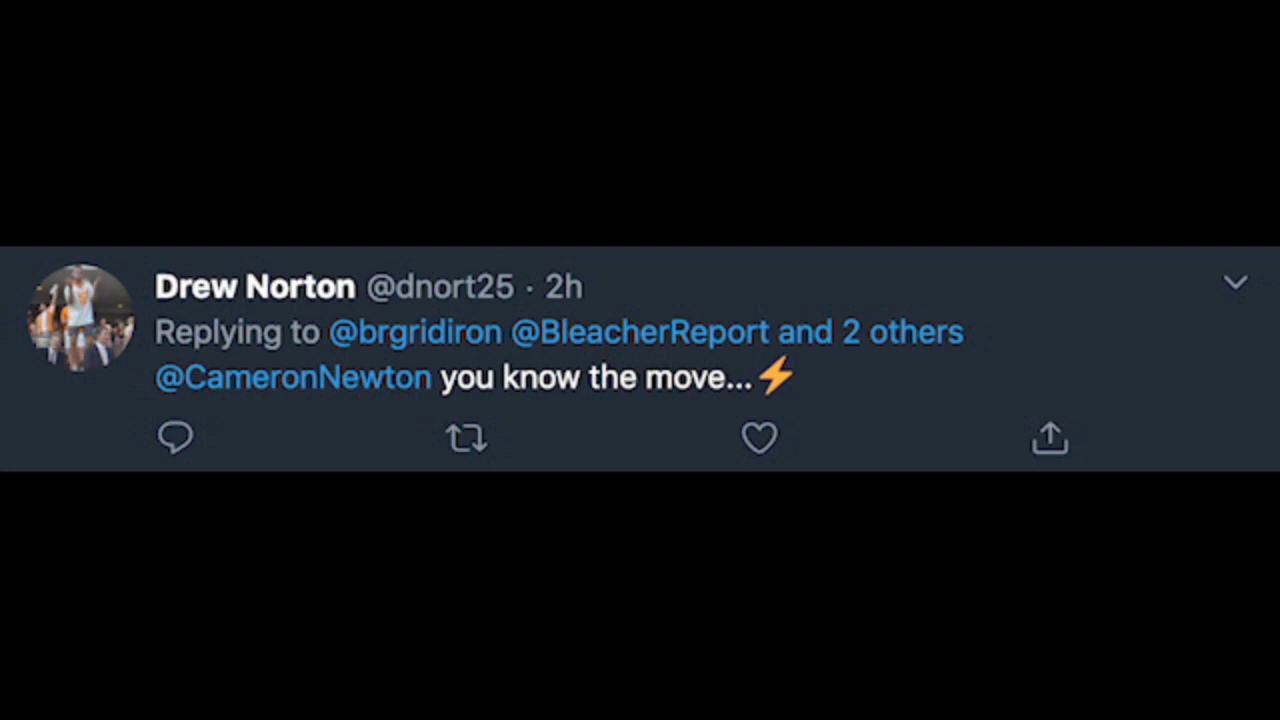 Drew Norton @dnort25 · 2h
Replying to @brgridiron @BleacherReport and 2 others
@CameronNewton you know the move...⚡